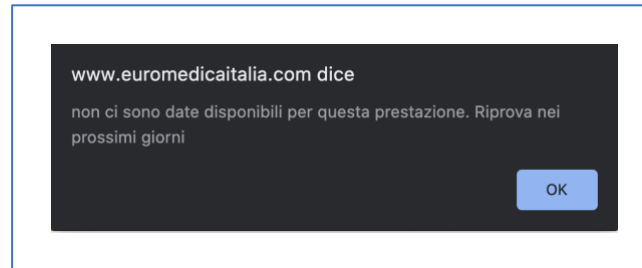 www.euromedicaitalia.com dice
non ci sono date disponibili per questa prestazione. Riprova nei
prossimi giorni
OK